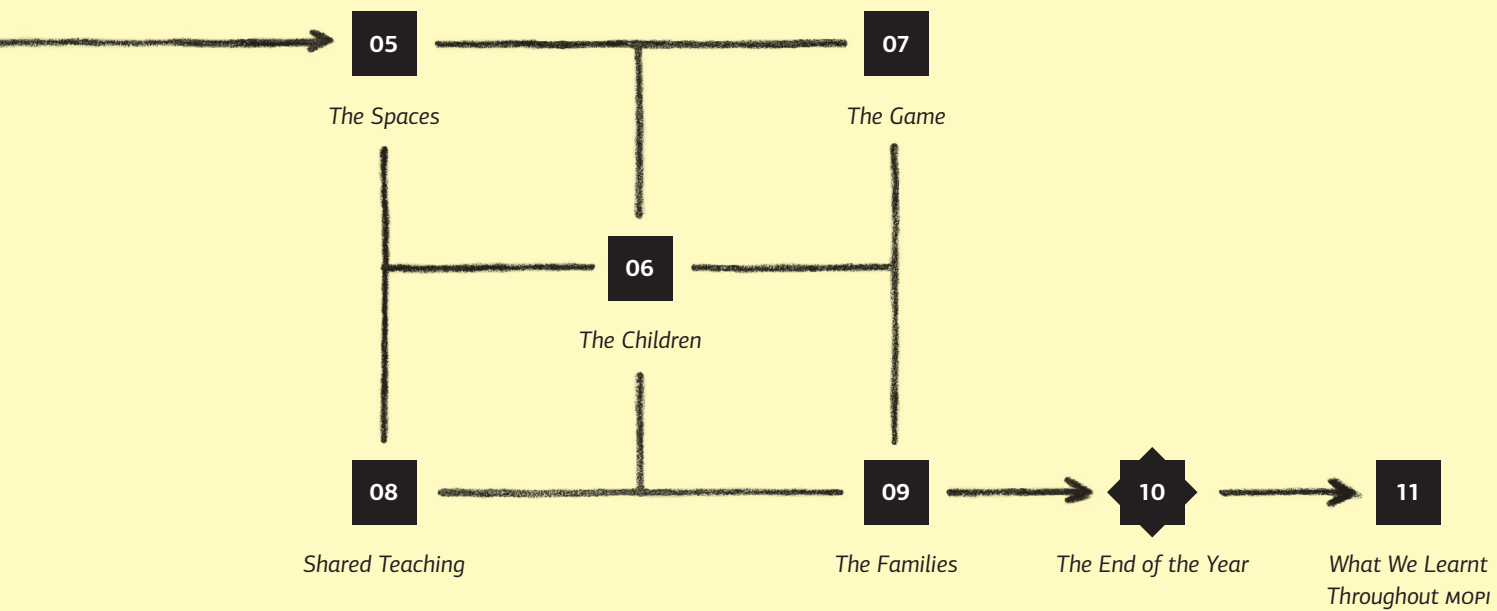 05
07
The Spaces
The Game
06
The Children
08
09
10
11
Shared Teaching
The Families
The End of the Year
What We Learnt
Throughout MOPI